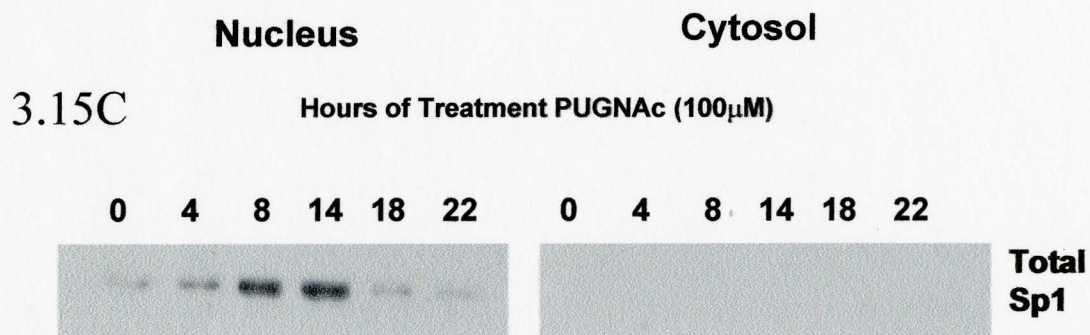 Nucleus Cytosol
3.15C Hours of Treatment PUGNAc (100μM)
0 4 8 14 18 22 0 4 8 14 18 22
Total
Sp1